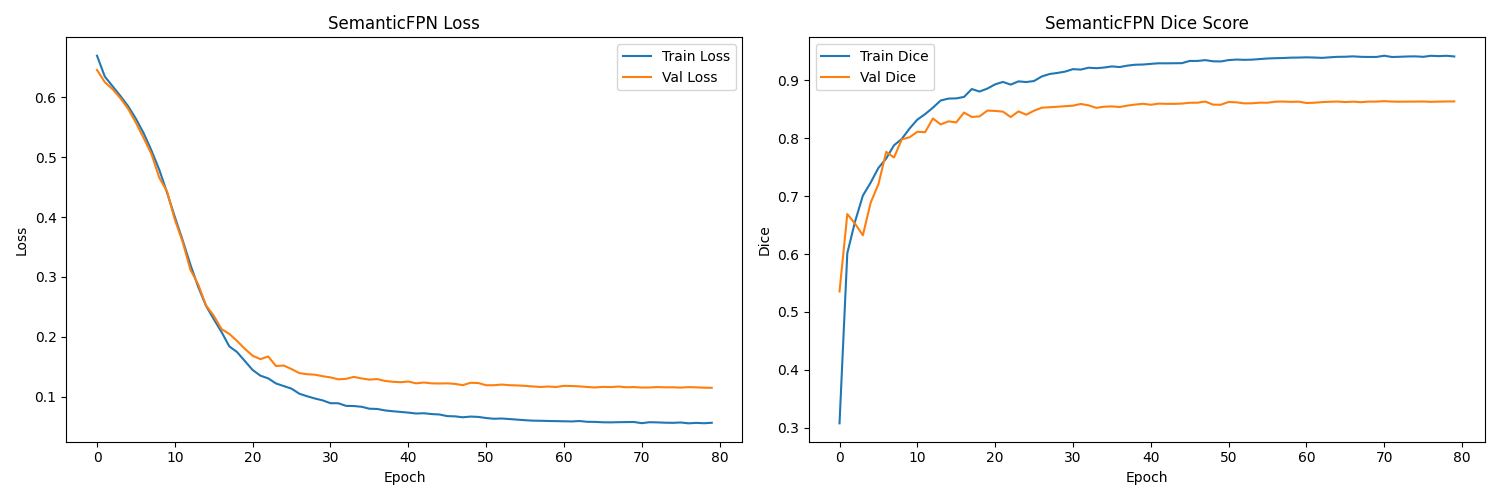 SemanticFPN Loss
Train Loss
Val Loss
Loss
0.6
0.5
0.4
0.3
0.2
0.1
0 10 20 30 40 50 60 70 80
Epoch
SemanticFPN Dice Score
Train Dice
Val Dice
Dice
0.9
0.8
0.7
0.6
0.5
0.4
0.3
0 10 20 30 40 50 60 70 80
Epoch